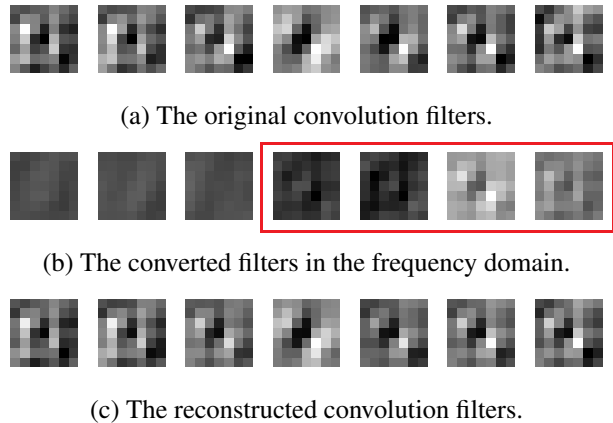 (a) The original convolution filters.
(b) The converted filters in the frequency domain.
(c) The reconstructed convolution filters.